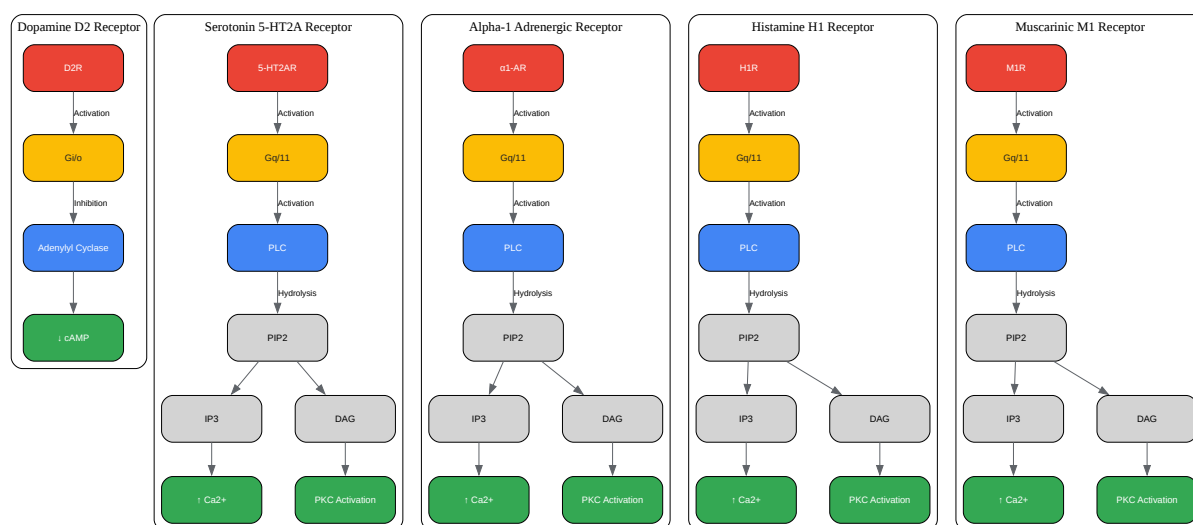 Dopamine D2 Receptor
D2R
Activation
Gi/o
Inhibition
Adenylyl Cyclase
↓ cAMP
Serotonin 5-HT2A Receptor
5-HT2AR
Activation
Gq/11
Activation
PLC
Hydrolysis
PIP2
IP3
DAG
↑ Ca2+
PKC Activation
Alpha-1 Adrenergic Receptor
α1-AR
Activation
Gq/11
Activation
PLC
Hydrolysis
PIP2
IP3
DAG
↑ Ca2+
PKC Activation
Histamine H1 Receptor
H1R
Activation
Gq/11
Activation
PLC
Hydrolysis
PIP2
IP3
DAG
↑ Ca2+
PKC Activation
Muscarinic M1 Receptor
M1R
Activation
Gq/11
Activation
PLC
Hydrolysis
PIP2
IP3
DAG
↑ Ca2+
PKC Activation